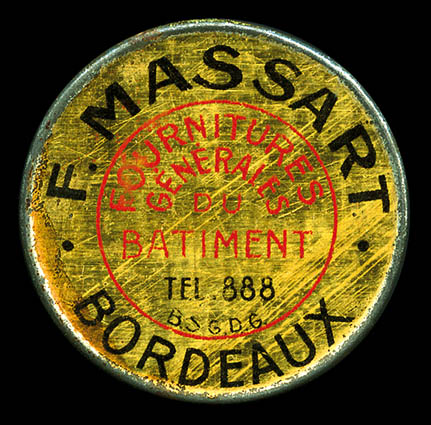 F. MASSART
FOURNITURES
GÉNÉRALES
DU
BATIMENT
TEL. 888
B.S.G.D.G.
BORDEAUX